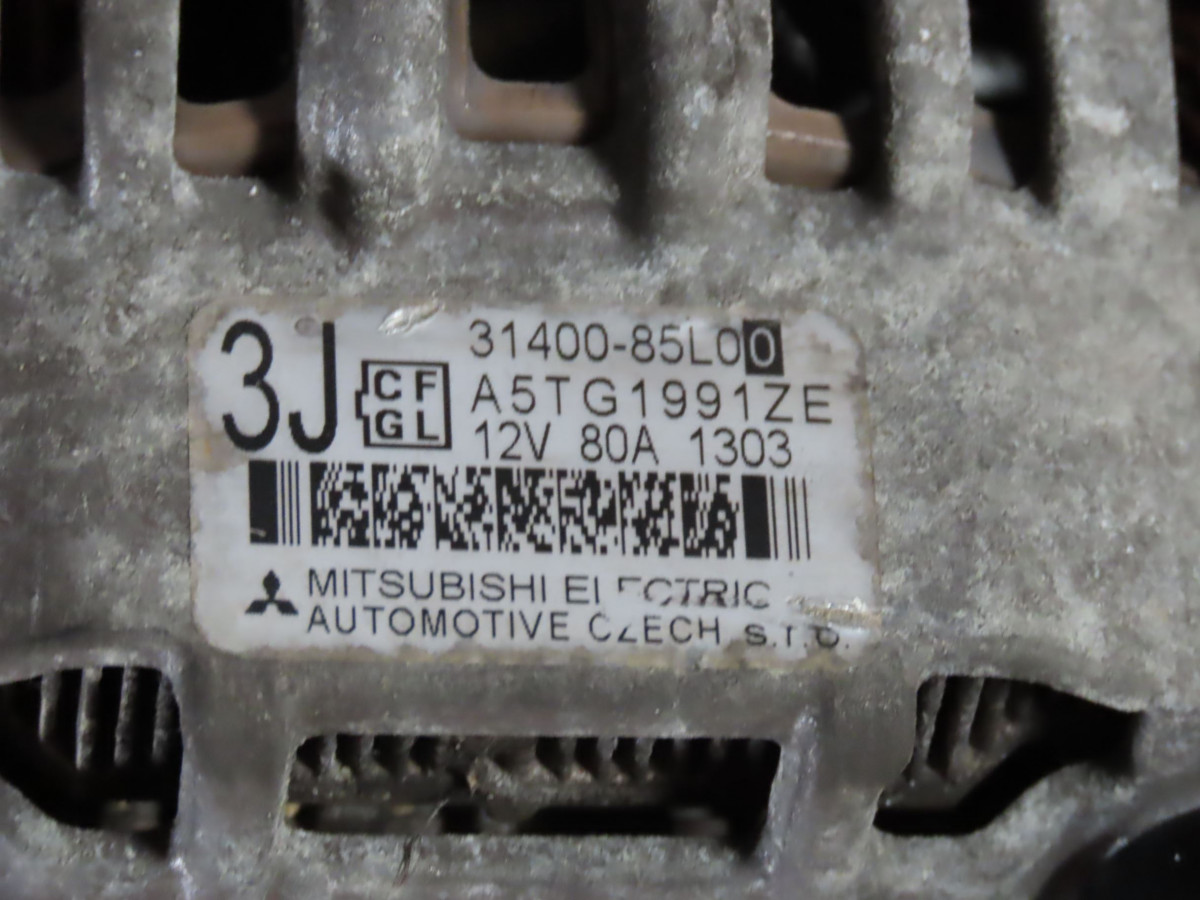 3J
31400-85L00
CF
GL
A5TG1991ZE
12V 80A 1303
MITSUBISHI ELECTRIC
AUTOMOTIVE CZECH s.r.o.